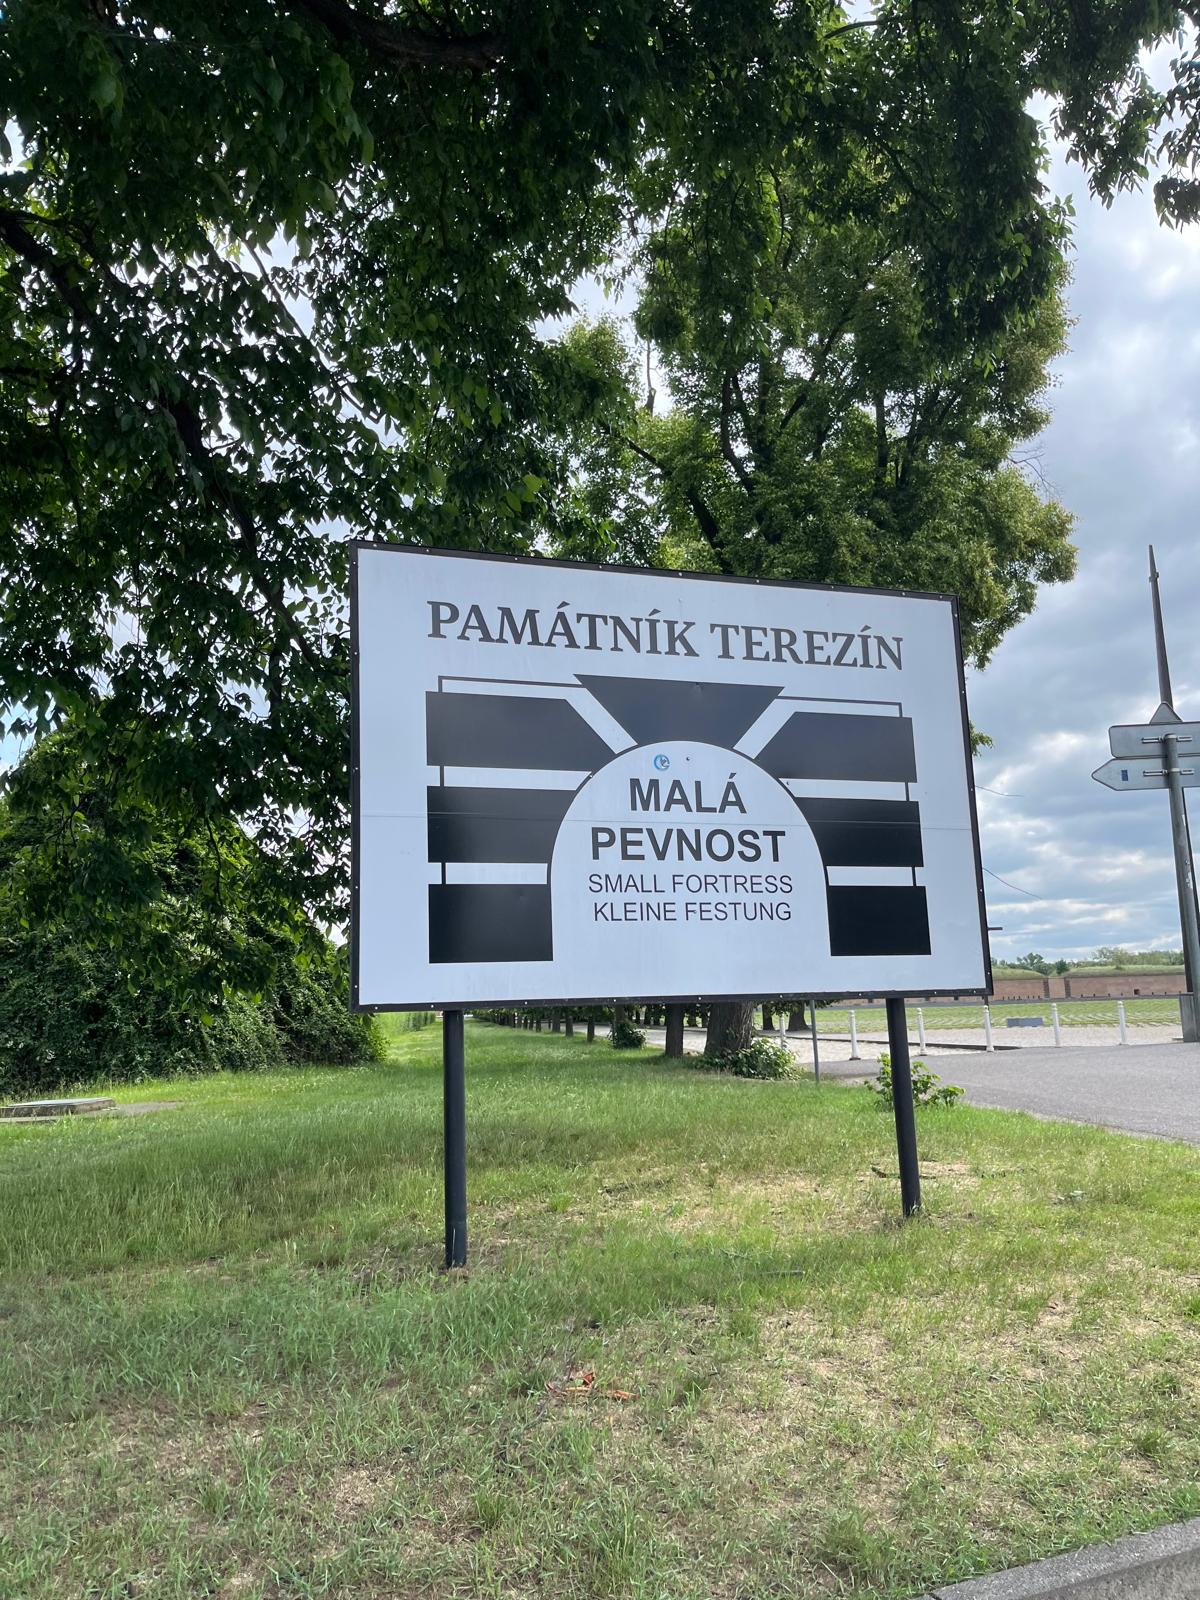 PAMÁTNÍK TEREZÍN
MALÁ
PEVNOST
SMALL FORTRESS
KLEINE FESTUNG